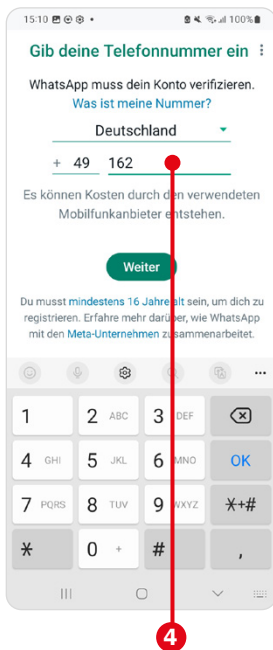 15:10 100%
Gib deine Telefonnummer ein
WhatsApp muss dein Konto verifizieren.
Was ist meine Nummer?
Deutschland
+ 49 162
Es können Kosten durch den verwendeten
Mobilfunkanbieter entstehen.
Weiter
Du musst mindestens 16 Jahre alt sein, um dich zu
registrieren. Erfahre mehr darüber, wie WhatsApp
mit den Meta-Unternehmen zusammenarbeitet.
1 2 ABC 3 DEF
4 GHI 5 JKL 6 MNO OK
7 PQRS 8 TUV 9 WXYZ *+#
* 0 + # ,
4